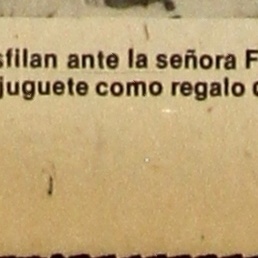 sfilan ante la señora F
juguete como regalo